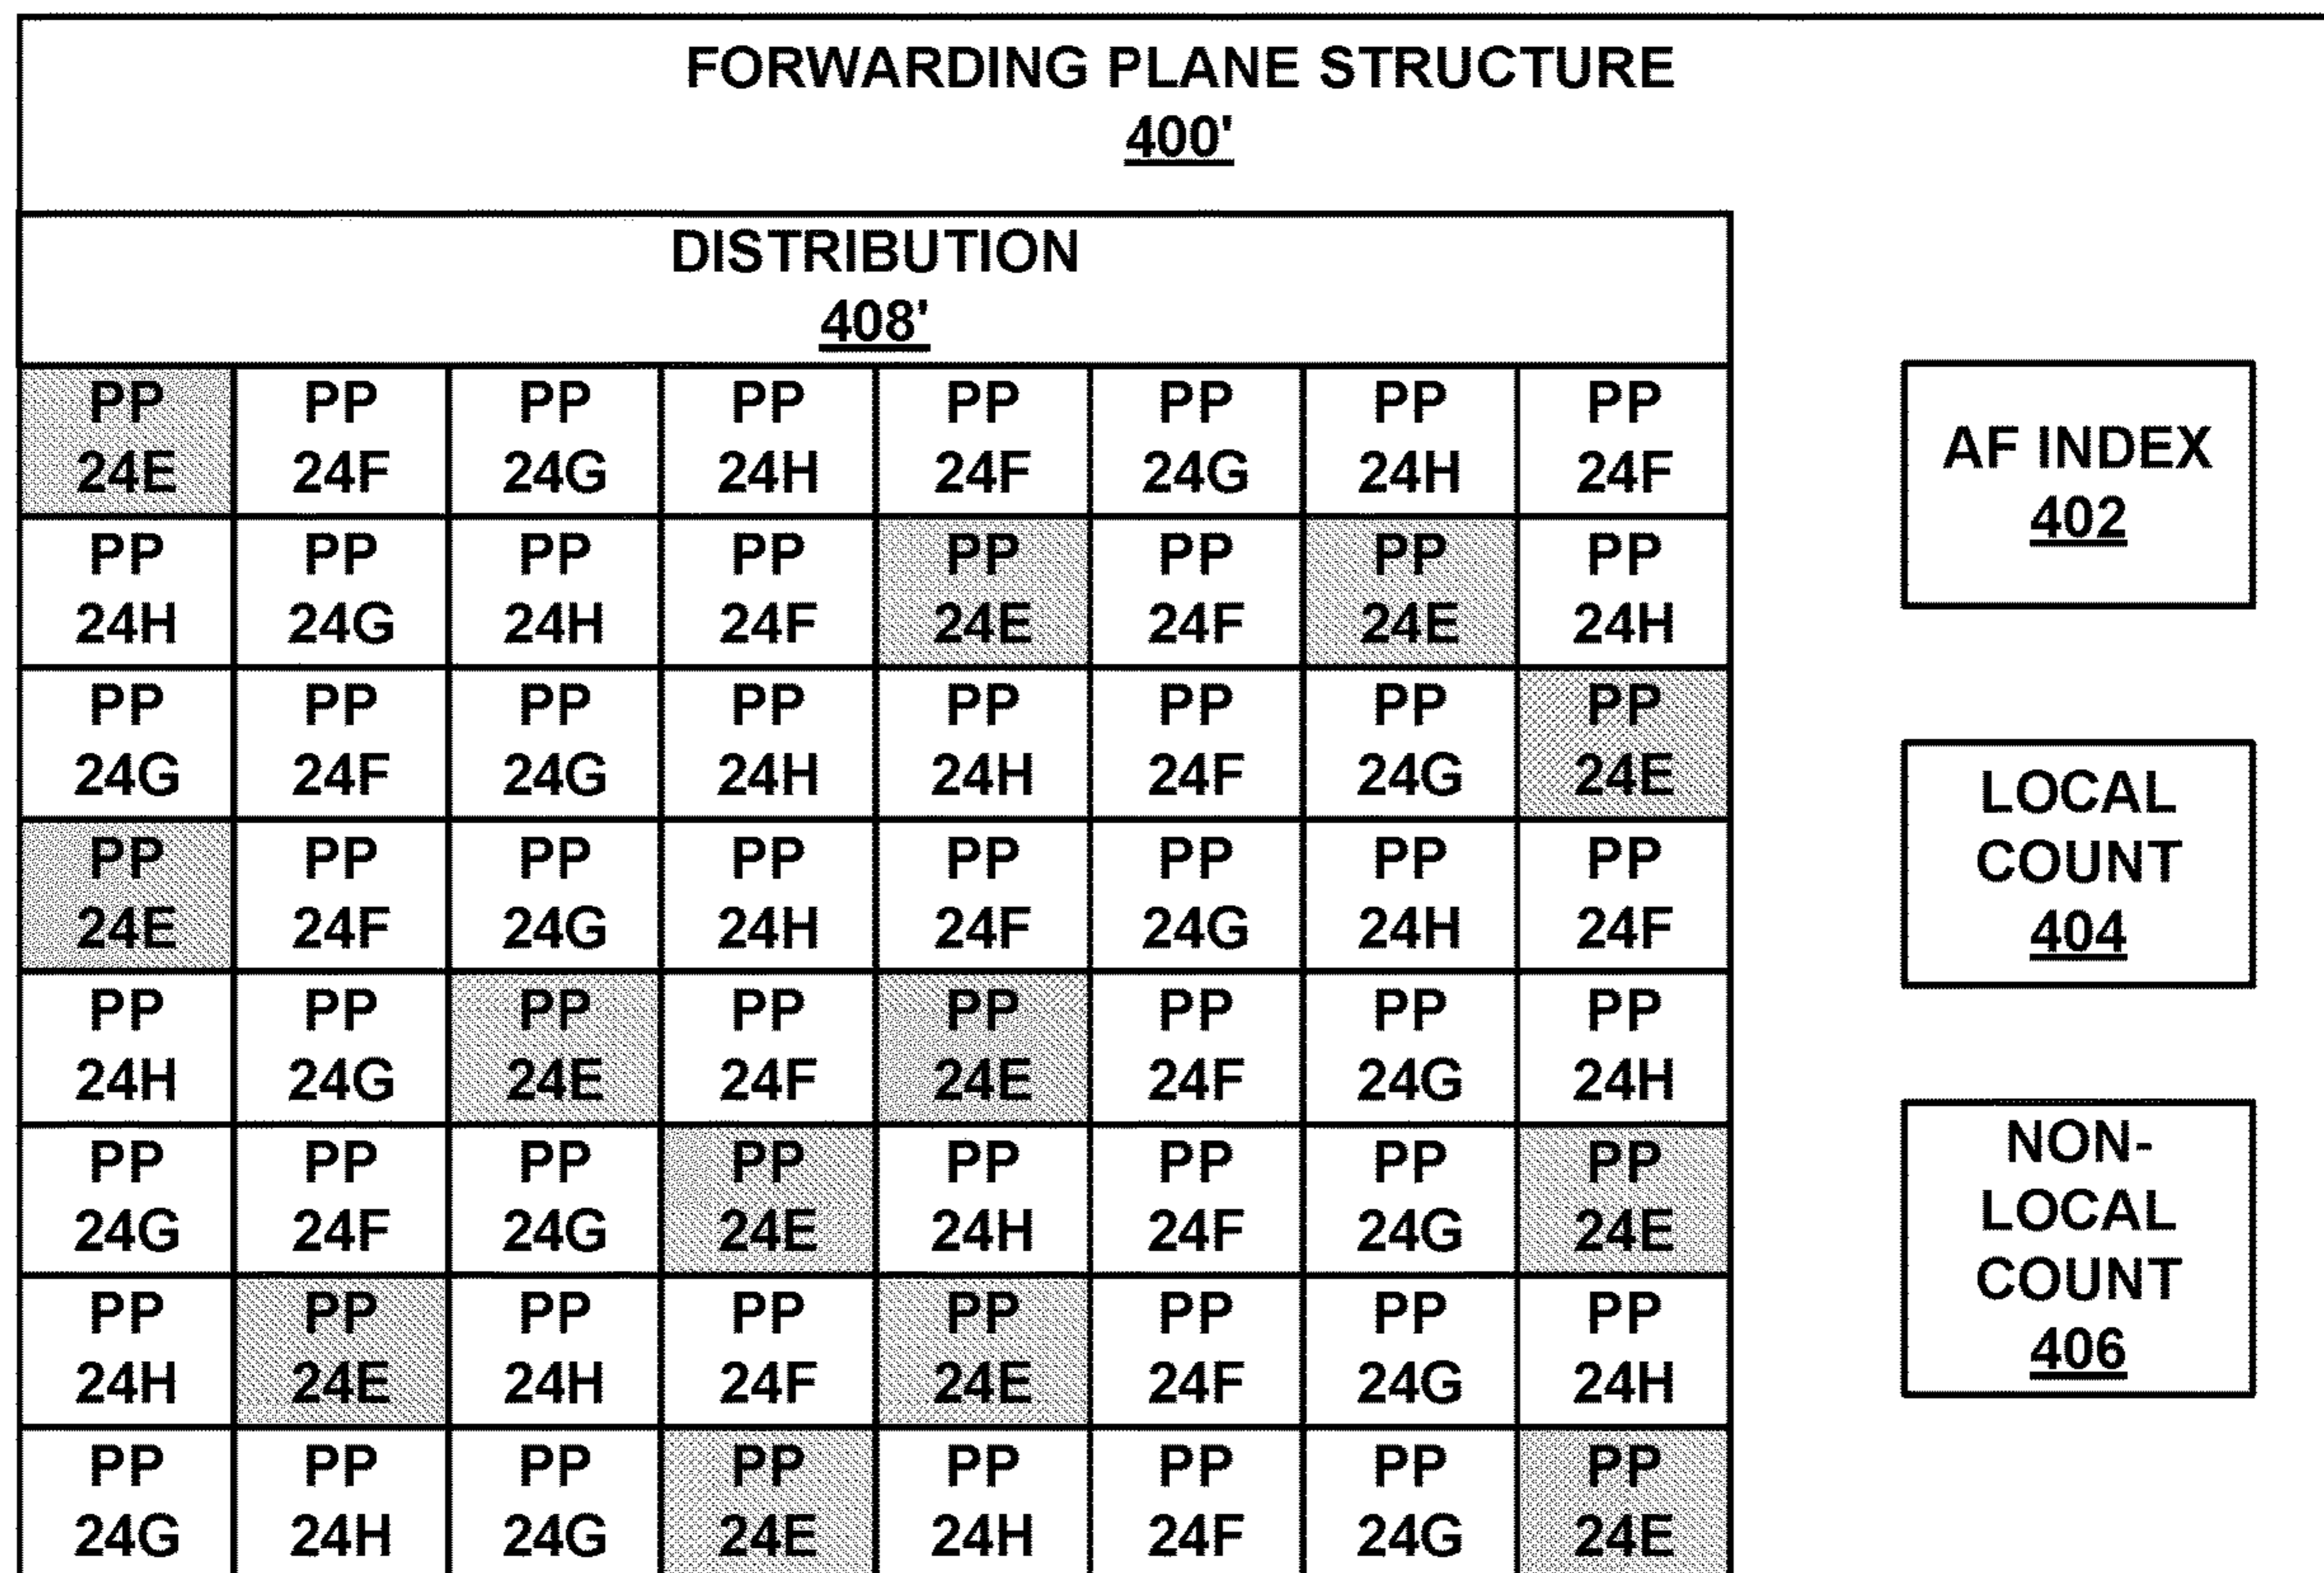 FORWARDING PLANE STRUCTURE
400'
DISTRIBUTION
408'
PP PP PP PP PP PP PP PP
24E 24F 24G 24H 24F 24G 24H 24F
PP PP PP PP PP PP PP PP
24H 24G 24H 24F 24E 24F 24E 24H
PP PP PP PP PP PP PP PP
24G 24F 24G 24H 24H 24F 24G 24E
PP PP PP PP PP PP PP PP
24E 24F 24G 24H 24F 24G 24H 24F
PP PP PP PP PP PP PP PP
24H 24G 24E 24F 24E 24F 24G 24H
PP PP PP PP PP PP PP PP
24G 24F 24G 24E 24H 24F 24G 24E
PP PP PP PP PP PP PP PP
24H 24E 24H 24F 24E 24F 24G 24H
PP PP PP PP PP PP PP PP
24G 24H 24G 24E 24H 24F 24G 24E
AF INDEX
402
LOCAL
COUNT
404
NON-
LOCAL
COUNT
406